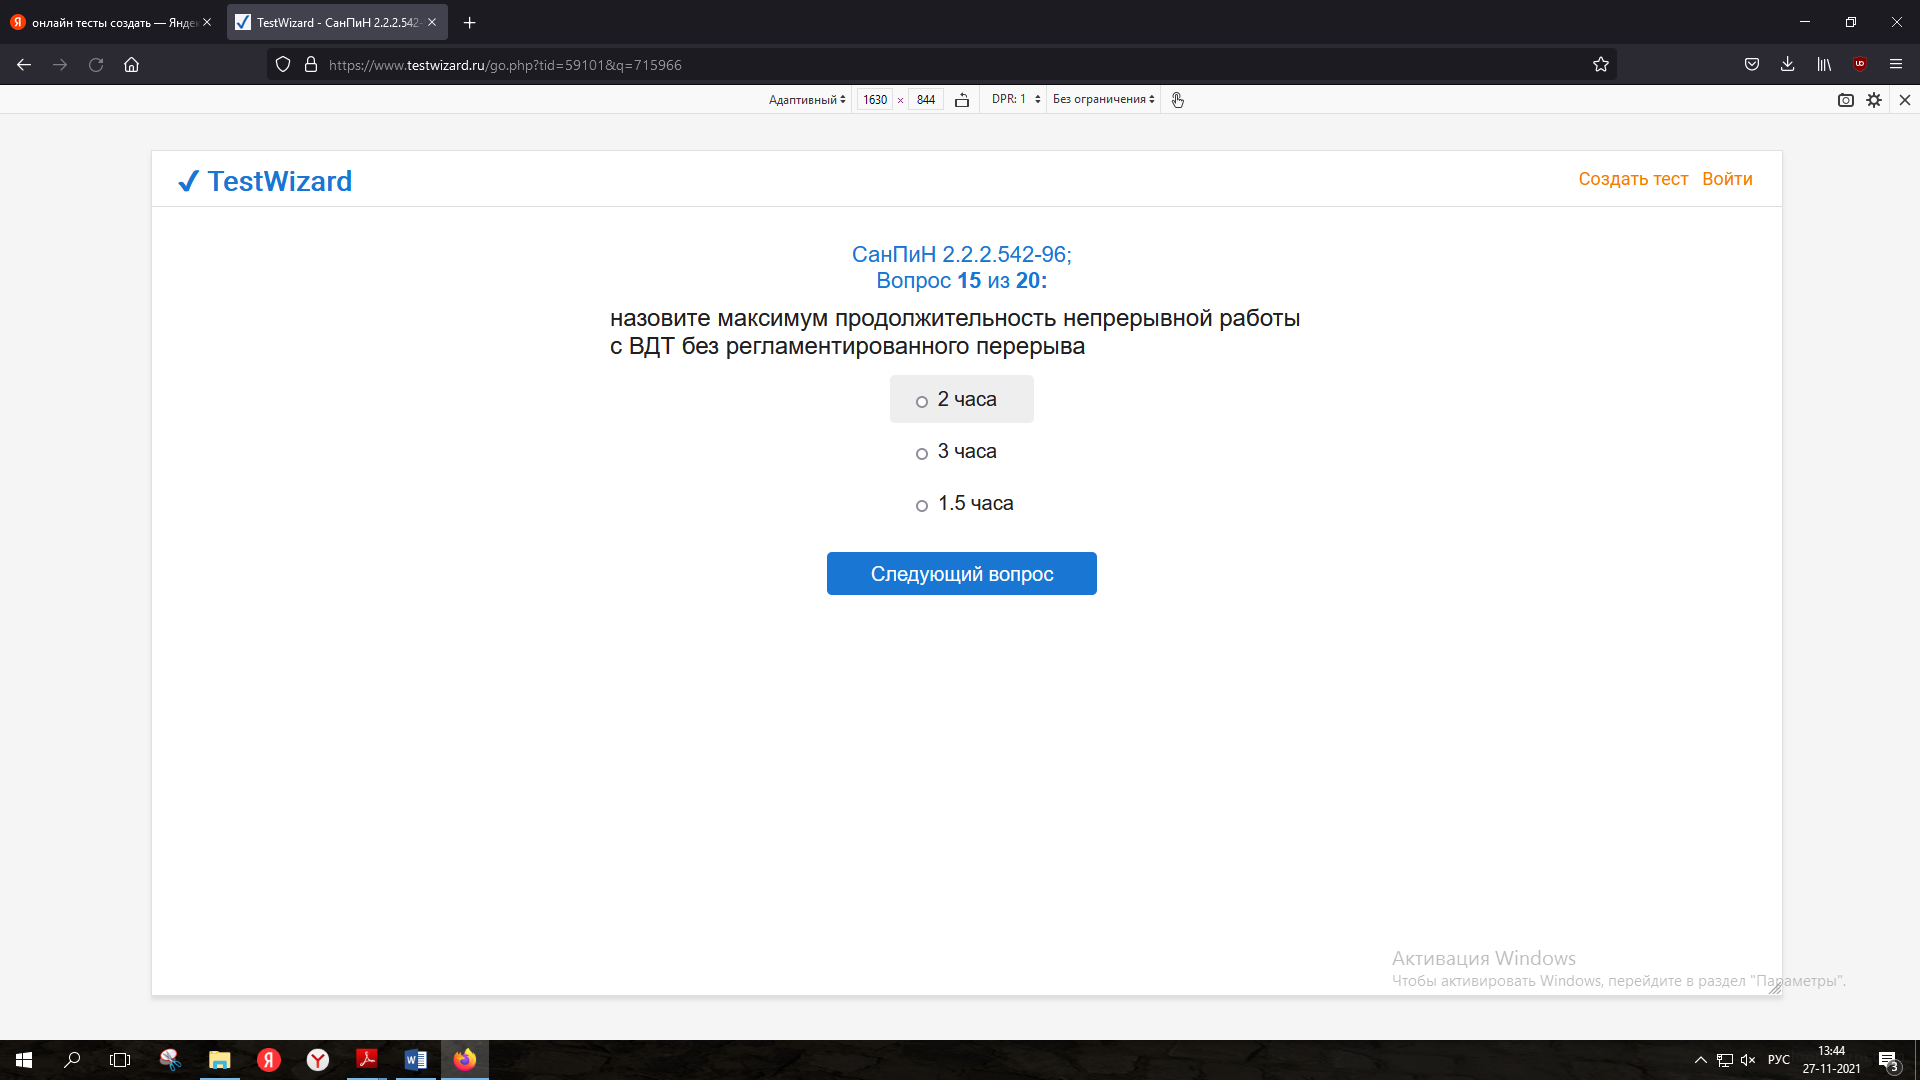 онлайн тесты создать — Яндек
TestWizard - СанПиН 2.2.2.542-
https://www.testwizard.ru/go.php?tid=59101&q=715966
Адаптивный 1630 × 844 DPR: 1 Без ограничения
TestWizard
Создать тест Войти
СанПиН 2.2.2.542-96;
Вопрос 15 из 20:
назовите максимум продолжительность непрерывной работы
с ВДТ без регламентированного перерыва
2 часа
3 часа
1.5 часа
Следующий вопрос
Активация Windows
Чтобы активировать Windows, перейдите в раздел "Параметры".
РУС
13:44
27-11-2021
3